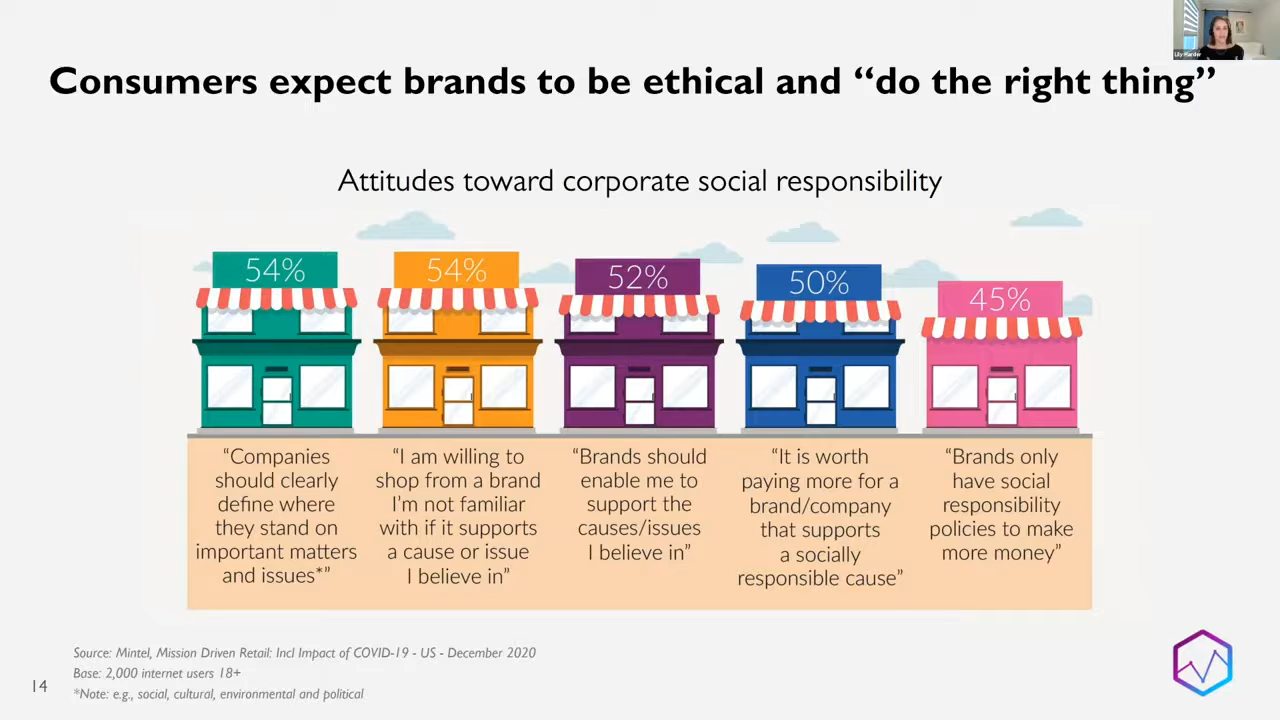 Lily Harder
Consumers expect brands to be ethical and “do the right thing”
Attitudes toward corporate social responsibility
54%
54%
52%
50%
45%
“Companies
should clearly
define where
they stand on
important matters
and issues*”
“I am willing to
shop from a brand
I’m not familiar
with if it supports
a cause or issue
I believe in”
“Brands should
enable me to
support the
causes/issues
I believe in”
“It is worth
paying more for a
brand/company
that supports
a socially
responsible cause”
“Brands only
have social
responsibility
policies to make
more money”
Source: Mintel, Mission Driven Retail: Incl Impact of COVID-19 - US - December 2020
Base: 2,000 internet users 18+
*Note: e.g., social, cultural, environmental and political
14